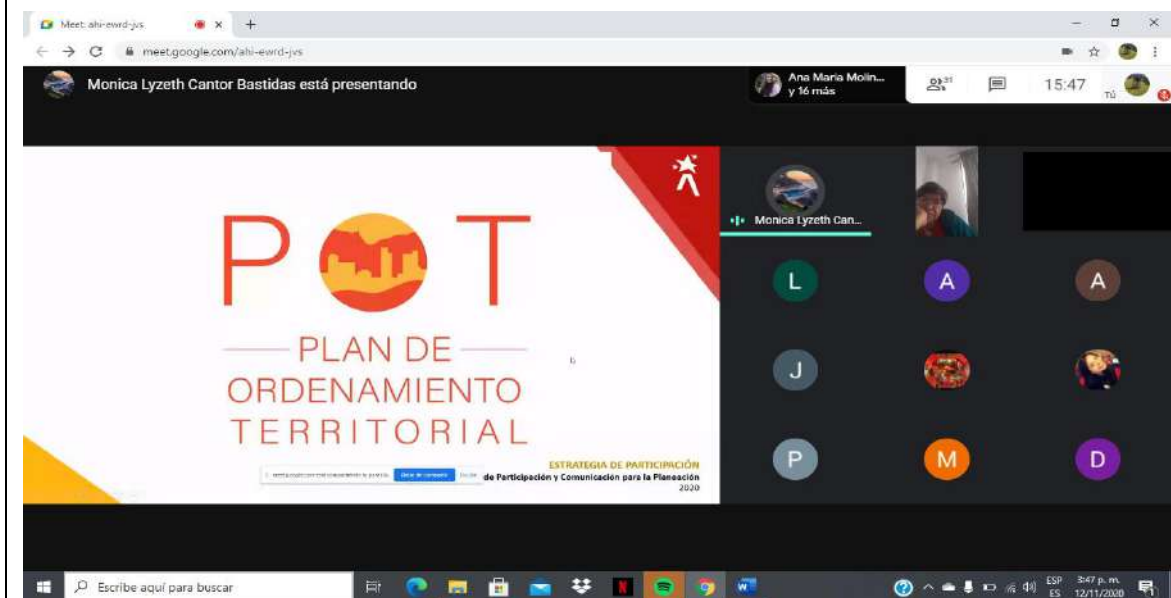 Meet: ahi-ewrd-jvs
meet.google.com/ahi-ewrd-jvs
Monica Lyzeth Cantor Bastidas está presentando
Ana Maria Molin...
y 16 más
31
15:47
Tú
POT
PLAN DE
ORDENAMIENTO
TERRITORIAL
ESTRATEGIA DE PARTICIPACIÓN
de Participación y Comunicación para la Planeación
2020
Monica Lyzeth Can...
L
A
A
J
P
M
D
Escribe aquí para buscar
ESP
ES
3:47 p. m.
12/11/2020